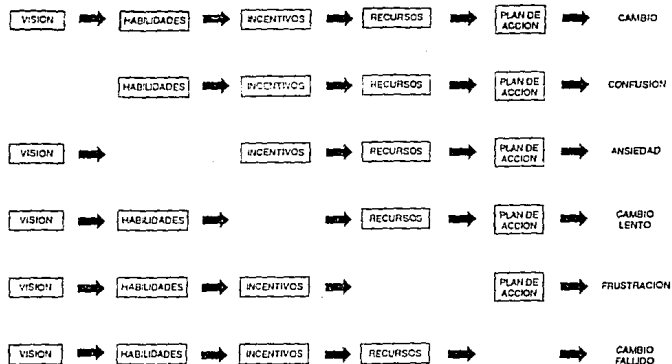 VISION HABILIDADES INCENTIVOS RECURSOS PLAN DE ACCION CAMBIO
HABILIDADES INCENTIVOS RECURSOS PLAN DE ACCION CONFUSION
VISION INCENTIVOS RECURSOS PLAN DE ACCION ANSIEDAD
VISION HABILIDADES RECURSOS PLAN DE ACCION CAMBIO LENTO
VISION HABILIDADES INCENTIVOS PLAN DE ACCION FRUSTRACION
VISION HABILIDADES INCENTIVOS RECURSOS CAMBIO FALLIDO